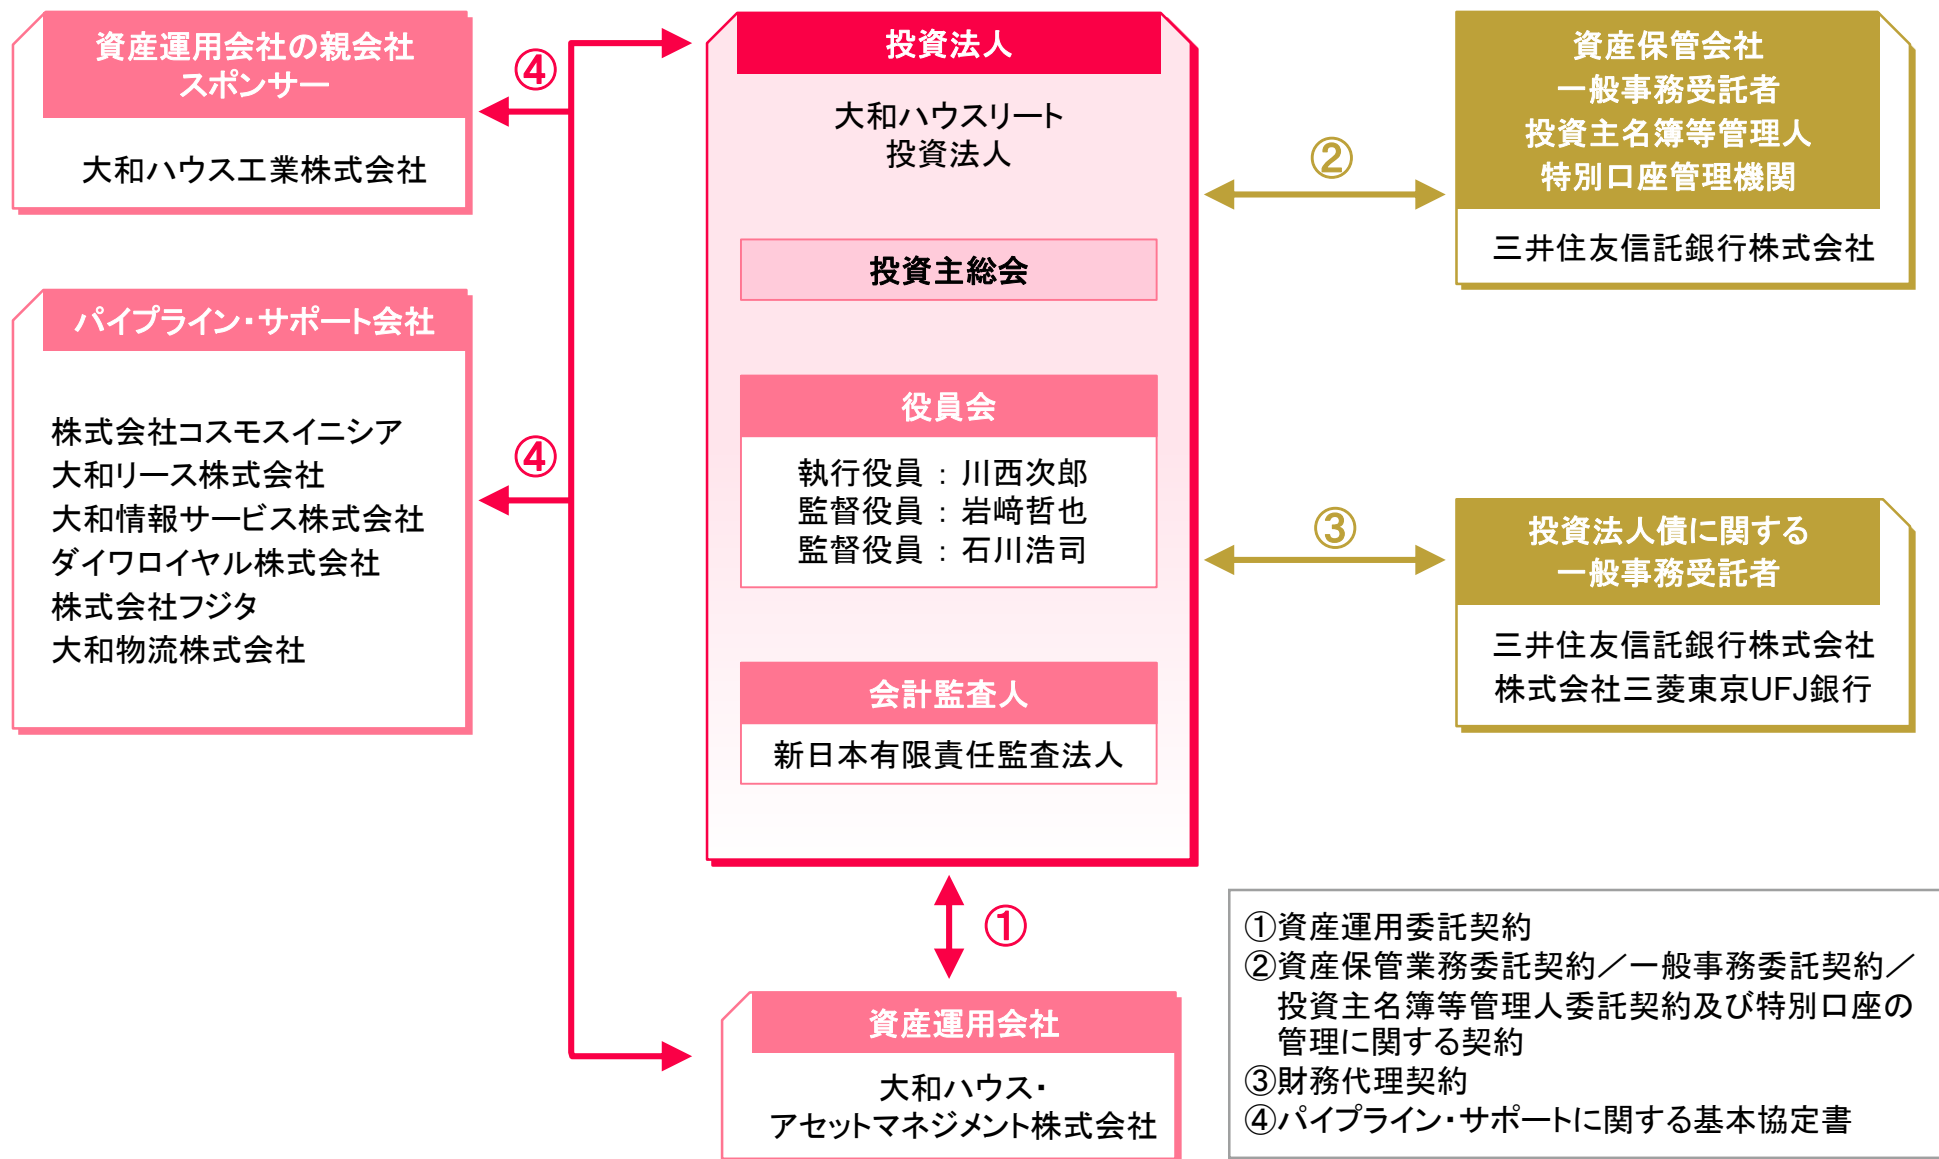 資産運用会社の親会社
スポンサー
大和ハウス工業株式会社
④
パイプライン・サポート会社
株式会社コスモスイニシア
大和リース株式会社
大和情報サービス株式会社
ダイワロイヤル株式会社
株式会社フジタ
大和物流株式会社
④
投資法人
大和ハウスリート
投資法人
投資主総会
役員会
執行役員 : 川西次郎
監督役員 : 岩﨑哲也
監督役員 : 石川浩司
会計監査人
新日本有限責任監査法人
①
資産運用会社
大和ハウス・
アセットマネジメント株式会社
②
資産保管会社
一般事務受託者
投資主名簿等管理人
特別口座管理機関
三井住友信託銀行株式会社
③
投資法人債に関する
一般事務受託者
三井住友信託銀行株式会社
株式会社三菱東京UFJ銀行
①資産運用委託契約
②資産保管業務委託契約／一般事務委託契約／
投資主名簿等管理人委託契約及び特別口座の
管理に関する契約
③財務代理契約
④パイプライン・サポートに関する基本協定書